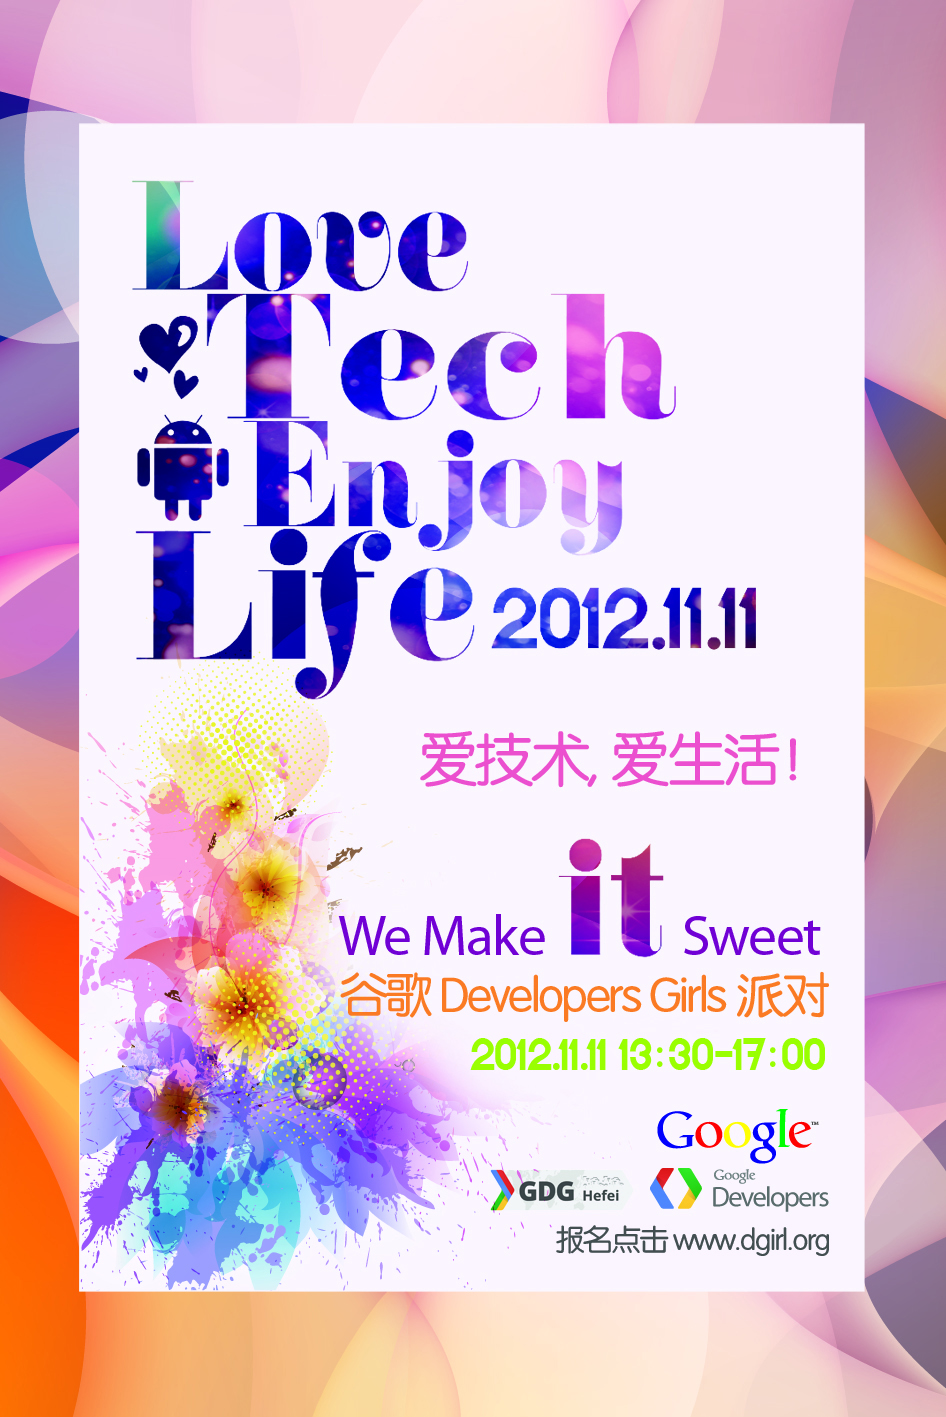 Love
Tech
Enjoy
Life 2012.11.11
爱技术, 爱生活!
We Make it Sweet
谷歌 Developers Girls 派对
2012.11.11 13:30-17:00
Google™
GDG Hefei
Google Developers
报名点击 www.dgirl.org